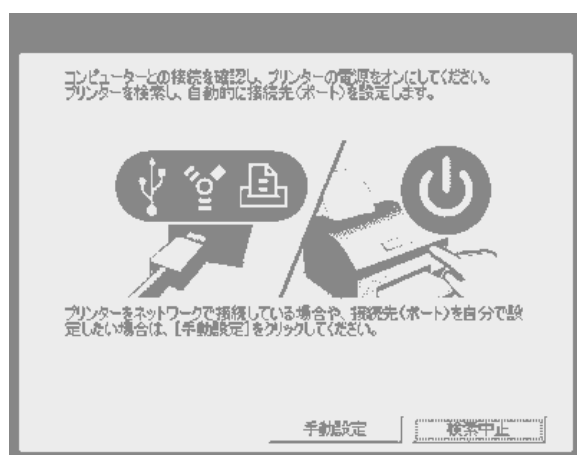 コンピューターとの接続を確認し、プリンターの電源をオンにしてください。
プリンターを検索し、自動的に接続先(ポート)を設定します。
プリンターをネットワークで接続している場合や、接続先(ポート)を自分で設
定したい場合は、[手動設定]をクリックしてください。
手動設定
検索中止